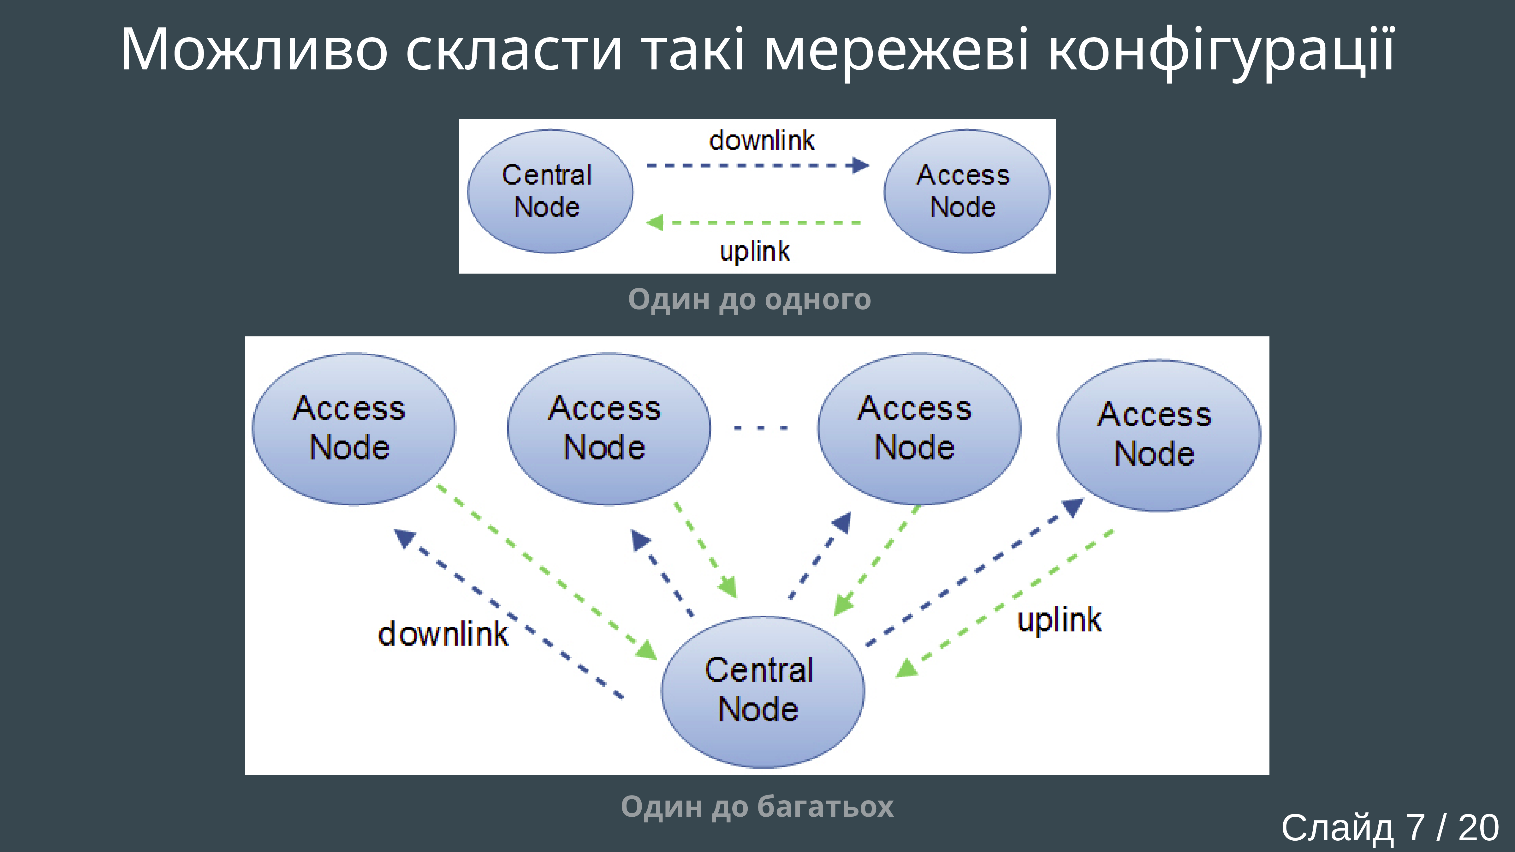 Можливо скласти такі мережеві конфігурації
downlink
Central
Node
Access
Node
uplink
Один до одного
Access
Node
Access
Node
Access
Node
Access
Node
downlink
uplink
Central
Node
Один до багатьох
Слайд 7 / 20